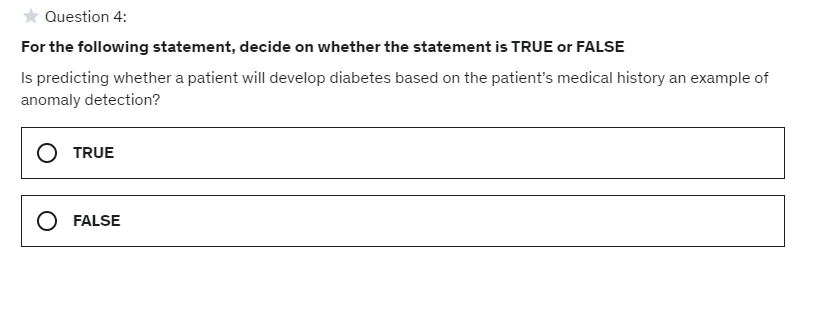 Question 4:
For the following statement, decide on whether the statement is TRUE or FALSE
Is predicting whether a patient will develop diabetes based on the patient’s medical history an example of
anomaly detection?
TRUE
FALSE